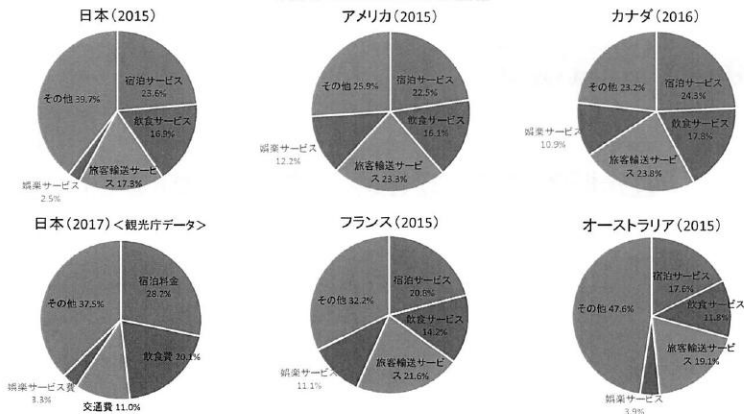 日本(2015)
宿泊サービス
23.6%
飲食サービス
16.9%
旅客輸送サービ
ス 17.3%
娯楽サービス
2.5%
その他 39.7%
アメリカ(2015)
宿泊サービス
22.5%
飲食サービス
16.1%
旅客輸送サービ
ス 23.3%
娯楽サービス
12.2%
その他 25.9%
カナダ(2016)
宿泊サービス
24.3%
飲食サービス
17.8%
旅客輸送サービ
ス 23.8%
娯楽サービス
10.9%
その他 23.2%
日本(2017)<観光庁データ>
宿泊料金
28.2%
飲食費 20.1%
交通費 11.0%
娯楽サービス費
3.3%
その他 37.5%
フランス(2015)
宿泊サービス
20.8%
飲食サービス
14.2%
旅客輸送サービ
ス 21.6%
娯楽サービス
11.1%
その他 32.2%
オーストラリア(2015)
宿泊サービス
17.6%
飲食サービス
11.8%
旅客輸送サービ
ス 19.1%
娯楽サービス
3.9%
その他 47.6%